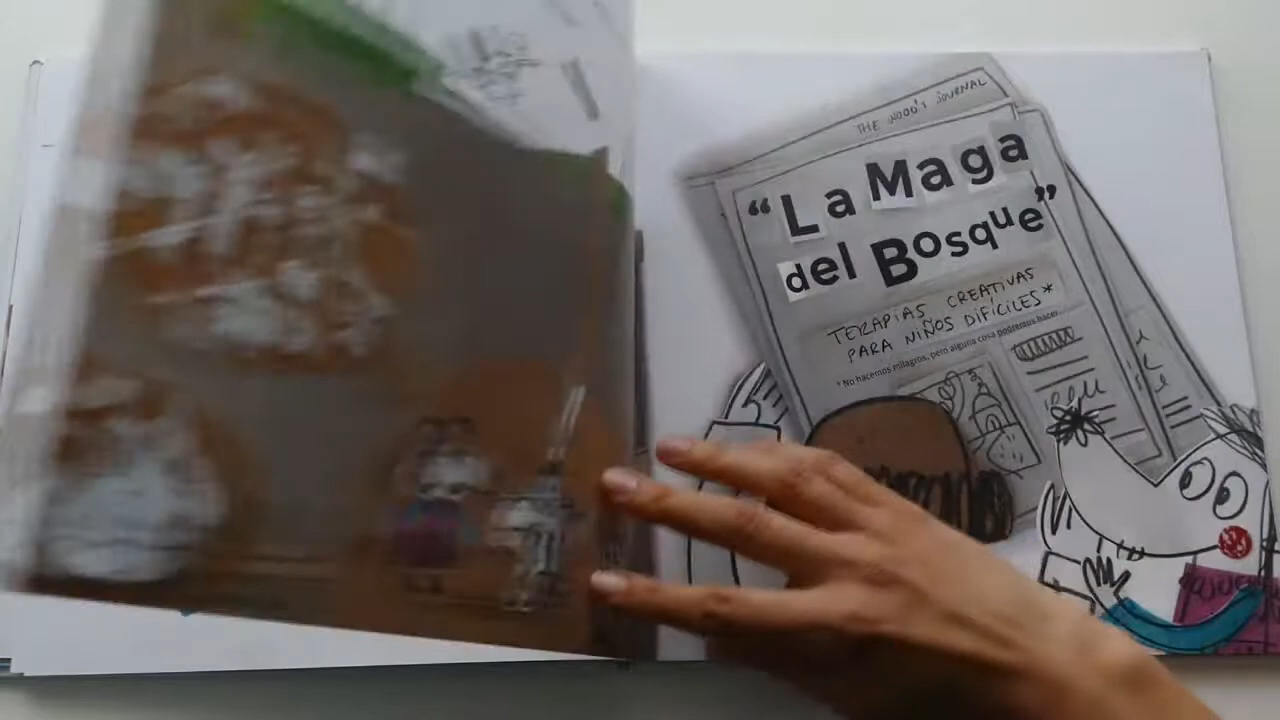 THE WOOD'S JOURNAL
“La Maga
del Bosque”
TERAPIAS CREATIVAS
PARA NIÑOS DIFÍCILES*
* No hacemos milagros, pero alguna cosa podremos hacer.